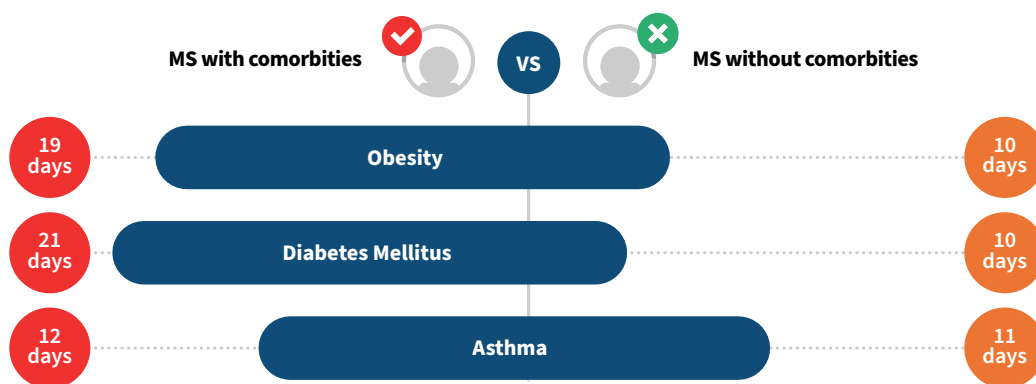 MS with comorbities
VS
MS without comorbities
19
days
Obesity
10
days
21
days
Diabetes Mellitus
10
days
12
days
Asthma
11
days